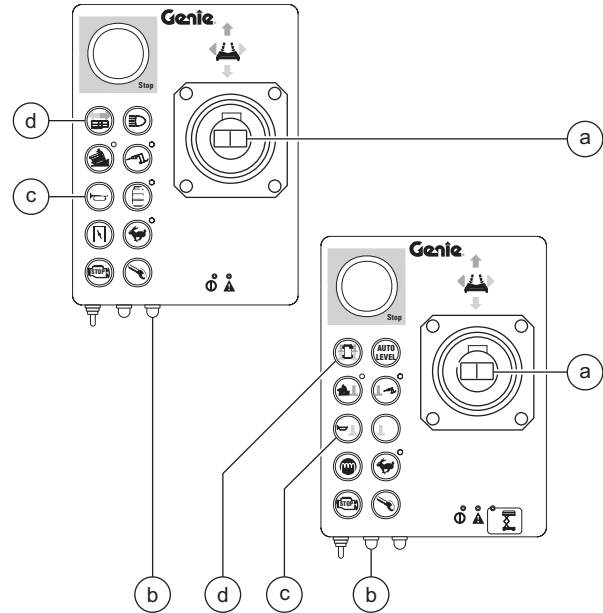 Genie
Stop
d
a
c
STOP
Genie
Stop
AUTO
LEVEL
a
STOP
b
d
c
b